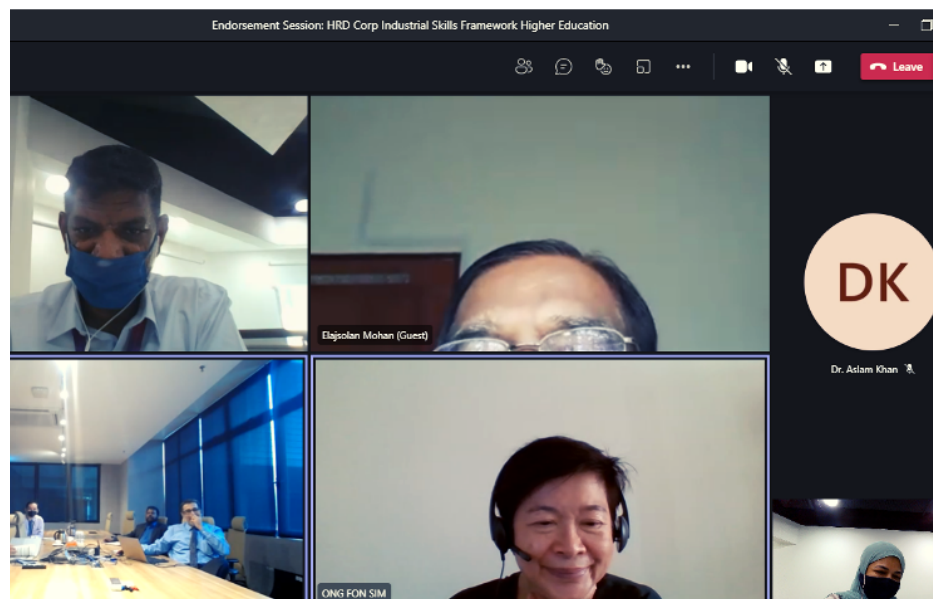 Endorsement Session: HRD Corp Industrial Skills Framework Higher Education
Leave
Elajsolan Mohan (Guest)
DK
Dr. Aslam Khan
ONG FON SIM